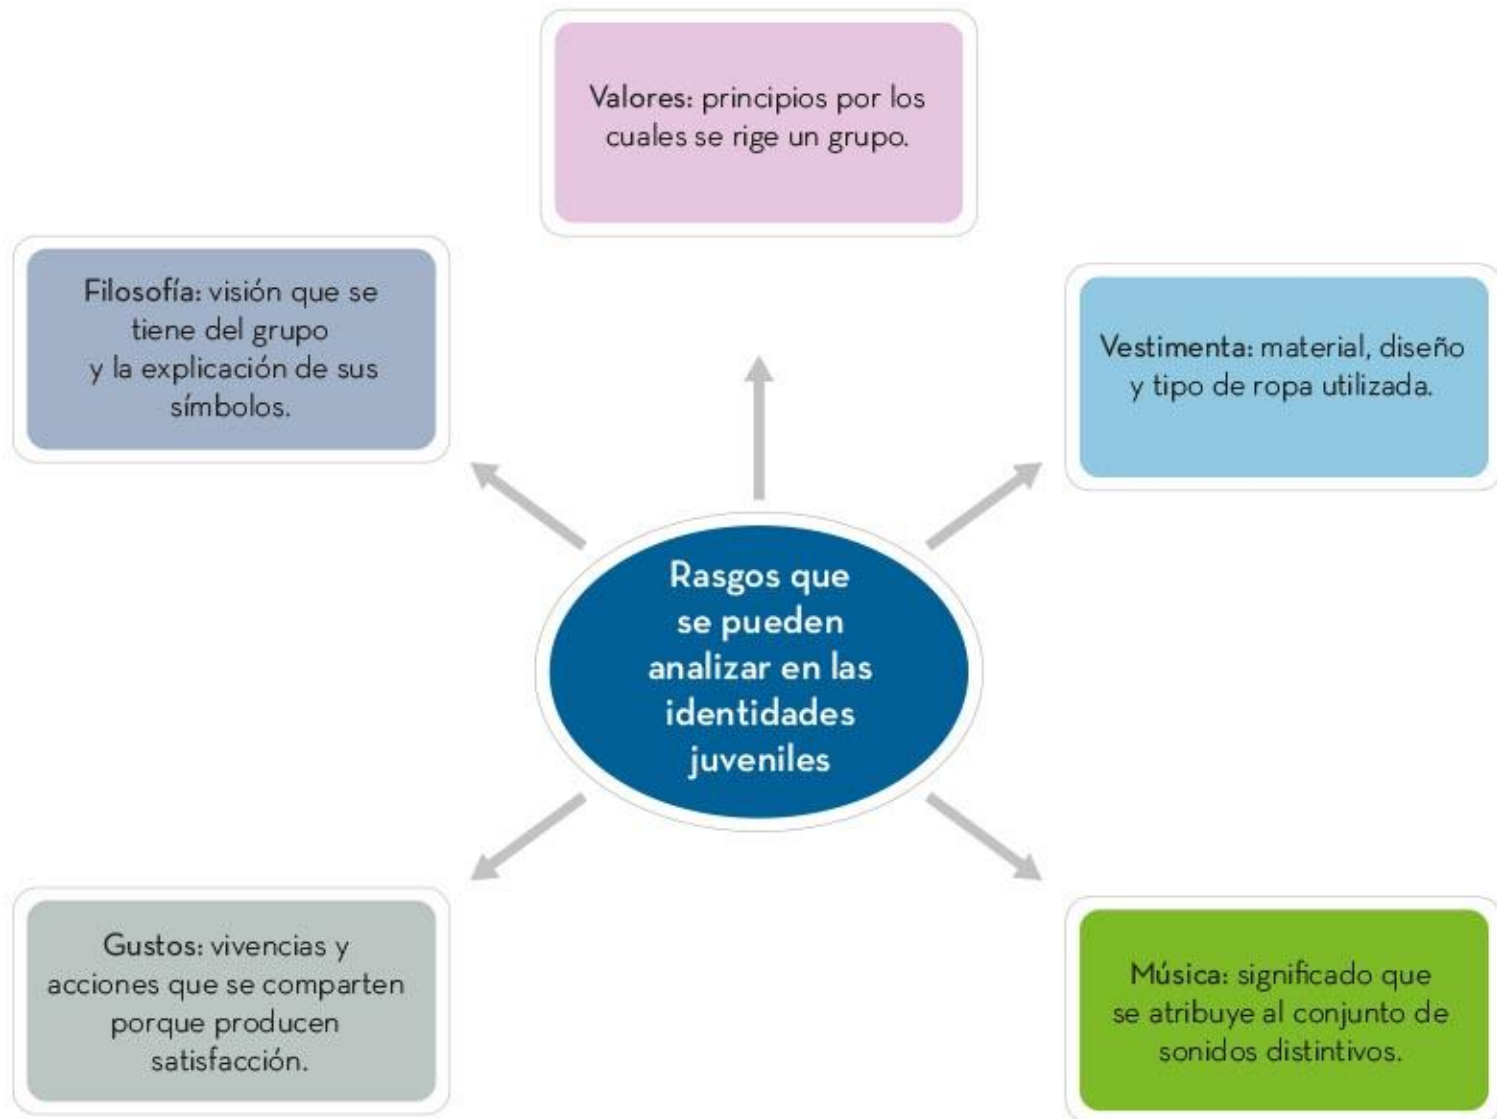 Valores: principios por los
cuales se rige un grupo.
Filosofía: visión que se
tiene del grupo
y la explicación de sus
símbolos.
Vestimenta: material, diseño
y tipo de ropa utilizada.
Rasgos que
se pueden
analizar en las
identidades
juveniles
Gustos: vivencias y
acciones que se comparten
porque producen
satisfacción.
Música: significado que
se atribuye al conjunto de
sonidos distintivos.